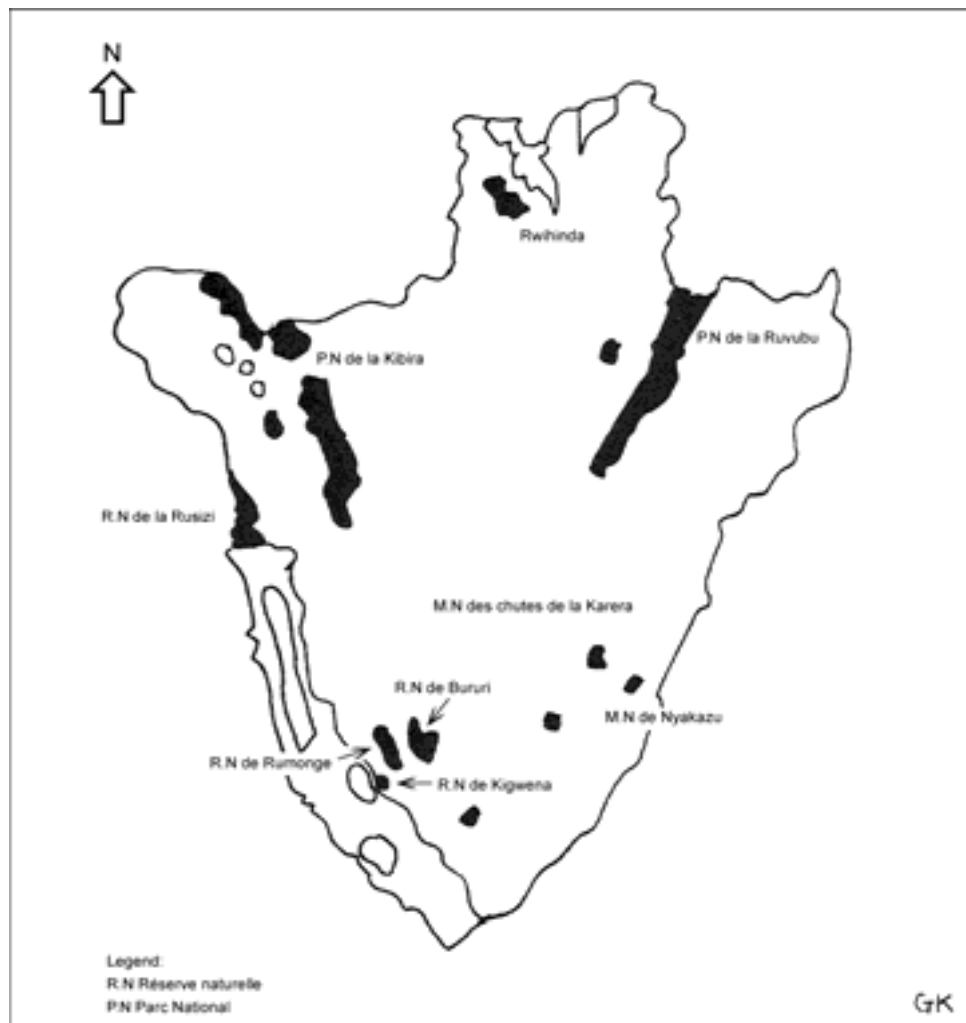 N
Rwihinda
P.N de la Ruvubu
P.N de la Kibira
R.N de la Rusizi
M.N des chutes de la Karera
R.N de Bururi
M.N de Nyakazu
R.N de Rumonge
R.N de Kigwena
Legend:
R.N Réserve naturelle
P.N Parc National
GK